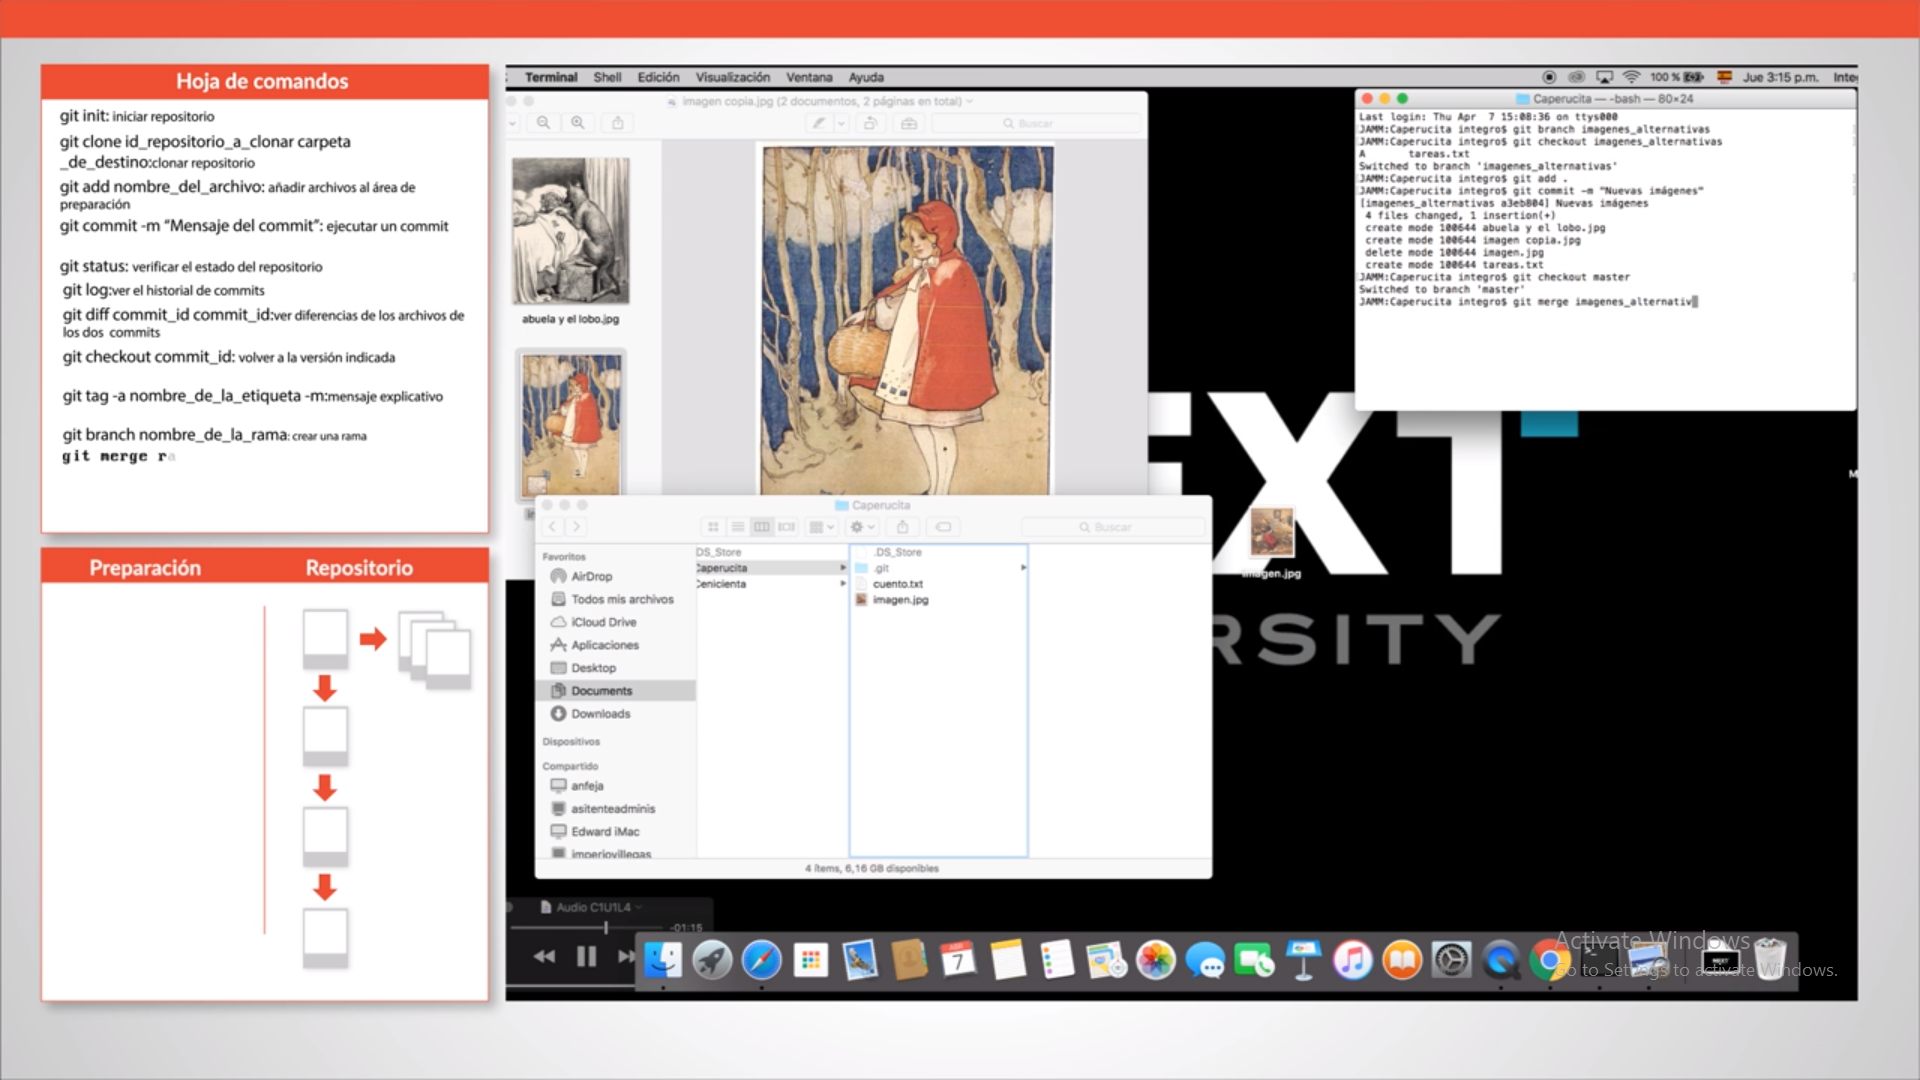 Hoja de comandos
git init: iniciar repositorio
git clone id_repositorio_a_clonar carpeta
_de_destino:clonar repositorio
git add nombre_del_archivo: añadir archivos al área de
preparación
git commit -m “Mensaje del commit”: ejecutar un commit
git status: verificar el estado del repositorio
git log:ver el historial de commits
git diff commit_id commit_id:ver diferencias de los archivos de
los dos commits
git checkout commit_id: volver a la versión indicada
git tag -a nombre_de_la_etiqueta -m:mensaje explicativo
git branch nombre_de_la_rama: crear una rama
git merge ra
Preparación
Repositorio
Terminal Shell Edición Visualización Ventana Ayuda
100 % Jue 3:15 p.m. Inte
imagen copia.jpg (2 documentos, 2 páginas en total)
Buscar
abuela y el lobo.jpg
Caperucita — -bash — 80×24
Last login: Thu Apr  7 15:08:36 on ttys000
JAMM:Caperucita integro$ git branch imagenes_alternativas
JAMM:Caperucita integro$ git checkout imagenes_alternativas
A       tareas.txt
Switched to branch 'imagenes_alternativas'
JAMM:Caperucita integro$ git add .
JAMM:Caperucita integro$ git commit -m "Nuevas imágenes"
[imagenes_alternativas a3eb804] Nuevas imágenes
 4 files changed, 1 insertion(+)
 create mode 100644 abuela y el lobo.jpg
 create mode 100644 imagen copia.jpg
 delete mode 100644 imagen.jpg
 create mode 100644 tareas.txt
JAMM:Caperucita integro$ git checkout master
Switched to branch 'master'
JAMM:Caperucita integro$ git merge imagenes_alternativ
EXT
RSITY
M
imagen.jpg
Caperucita
Buscar
Favoritos
AirDrop
Todos mis archivos
iCloud Drive
Aplicaciones
Desktop
Documents
Downloads
Dispositivos
Compartido
anfeja
asitenteadminis
Edward iMac
imperiovillegas
DS_Store
Caperucita
Cenicienta
.DS_Store
.git
cuento.txt
imagen.jpg
4 ítems, 6,16 GB disponibles
Audio C1U1L4
-01:15
7
NEXT
Activate Windows
Go to Settings to activate Windows.